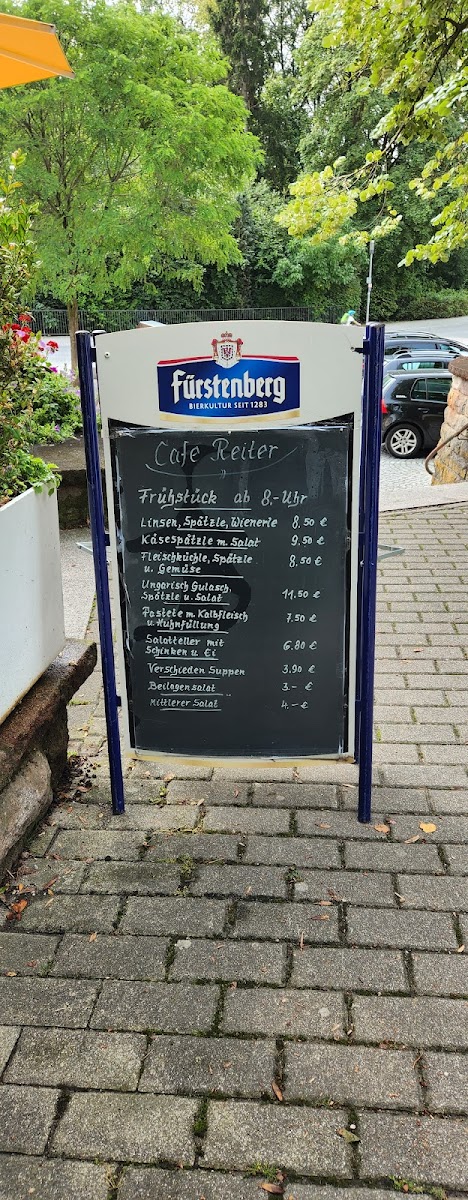 Fürstenberg
BIERKULTUR SEIT 1283
Cafe Reiter
Frühstück ab 8,-Uhr
Linsen, Spätzle, Wienerle 8.50 €
Käsespätzle m. Salat 9.50 €
Fleischküchle, Spätzle
u. Gemüse 8.50 €
Ungarisch Gulasch,
Spätzle u. Salat 11.50 €
Pastete m. Kalbfleisch
u. Huhnfüllung 7.50 €
Salatteller mit
Schinken u. Ei 6.80 €
Verschieden Suppen 3.90 €
Beilagensalat 3.- €
Mittlerer Salat 4.- €